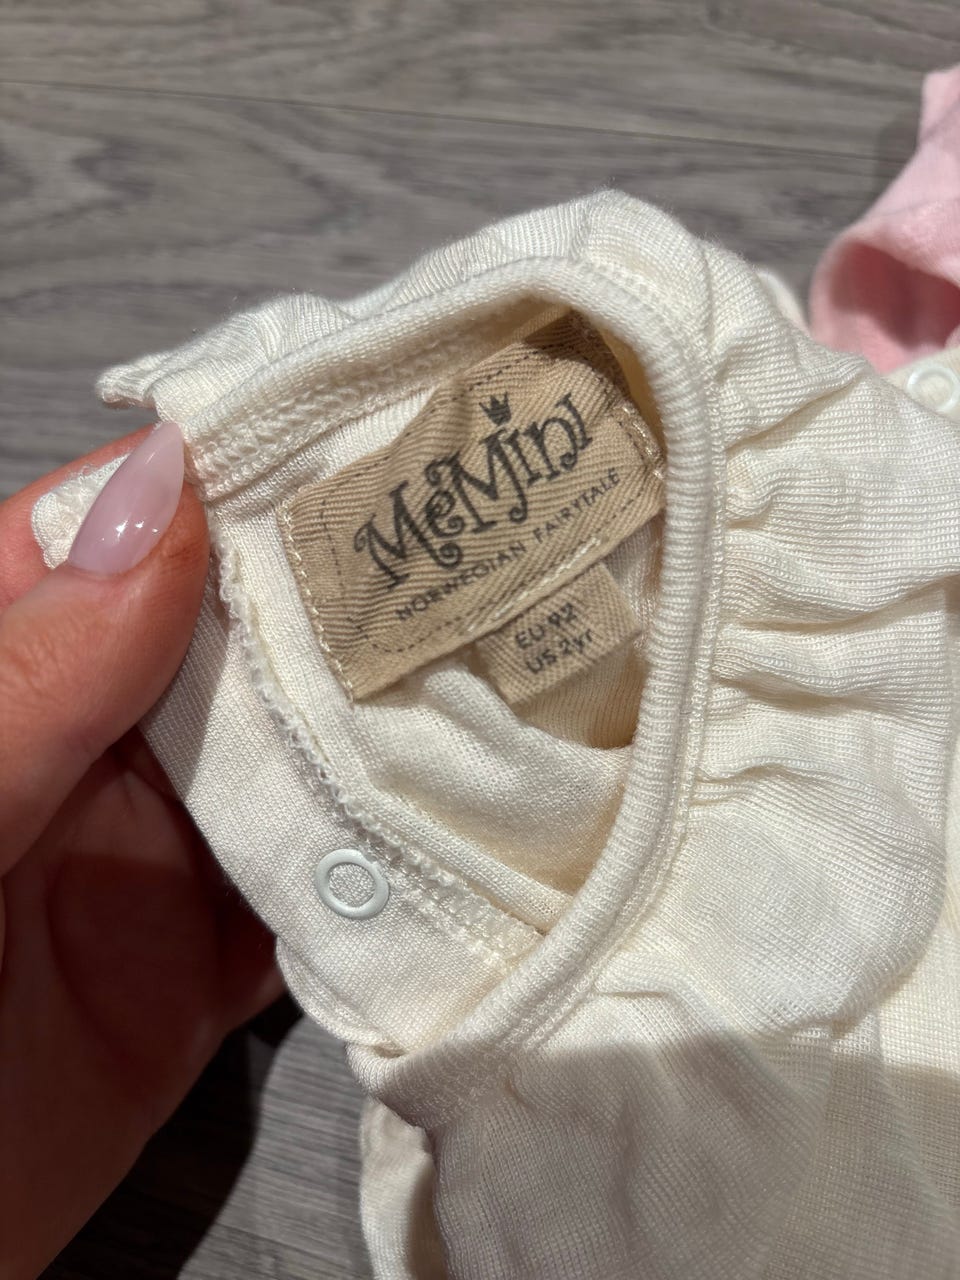 MeMini
NORWEGIAN FAIRYTALE
EU 92
US 2yr